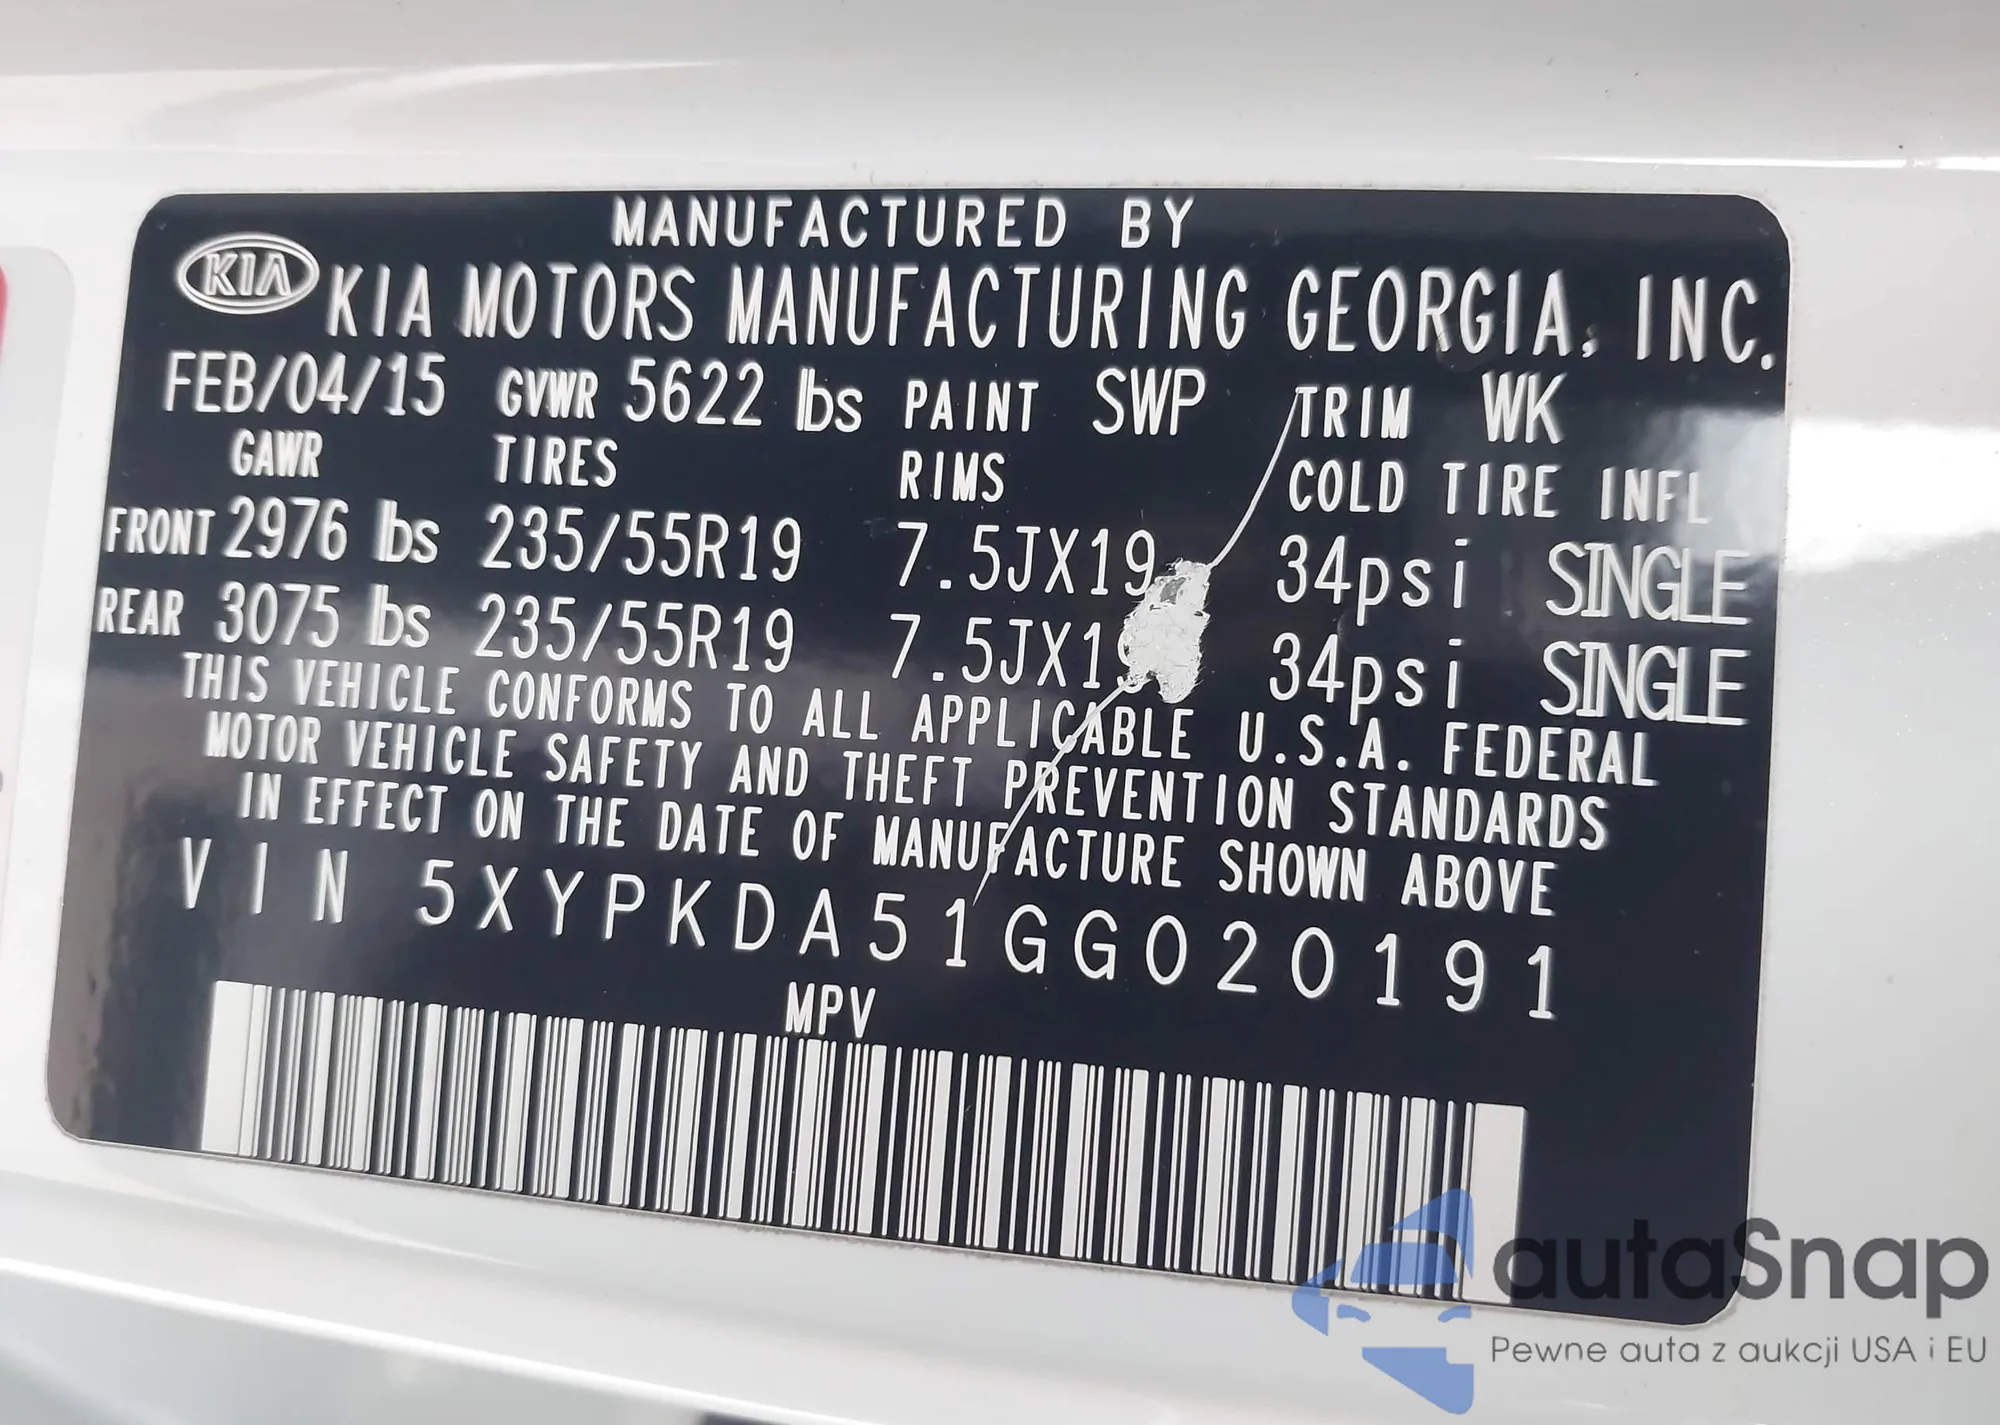 MANUFACTURED BY
KIA KIA MOTORS MANUFACTURING GEORGIA, INC.
FEB/04/15 GVWR 5622 lbs PAINT SWP TRIM WK
GAWR TIRES RIMS COLD TIRE INFL
FRONT 2976 lbs 235/55R19 7.5JX19 34psi SINGLE
REAR 3075 lbs 235/55R19 7.5JX19 34psi SINGLE
THIS VEHICLE CONFORMS TO ALL APPLICABLE U.S.A. FEDERAL
MOTOR VEHICLE SAFETY AND THEFT PREVENTION STANDARDS
IN EFFECT ON THE DATE OF MANUFACTURE SHOWN ABOVE
VIN 5XYPKDA51GG020191
MPV
autaSnap
Pewne auta z aukcji USA i EU